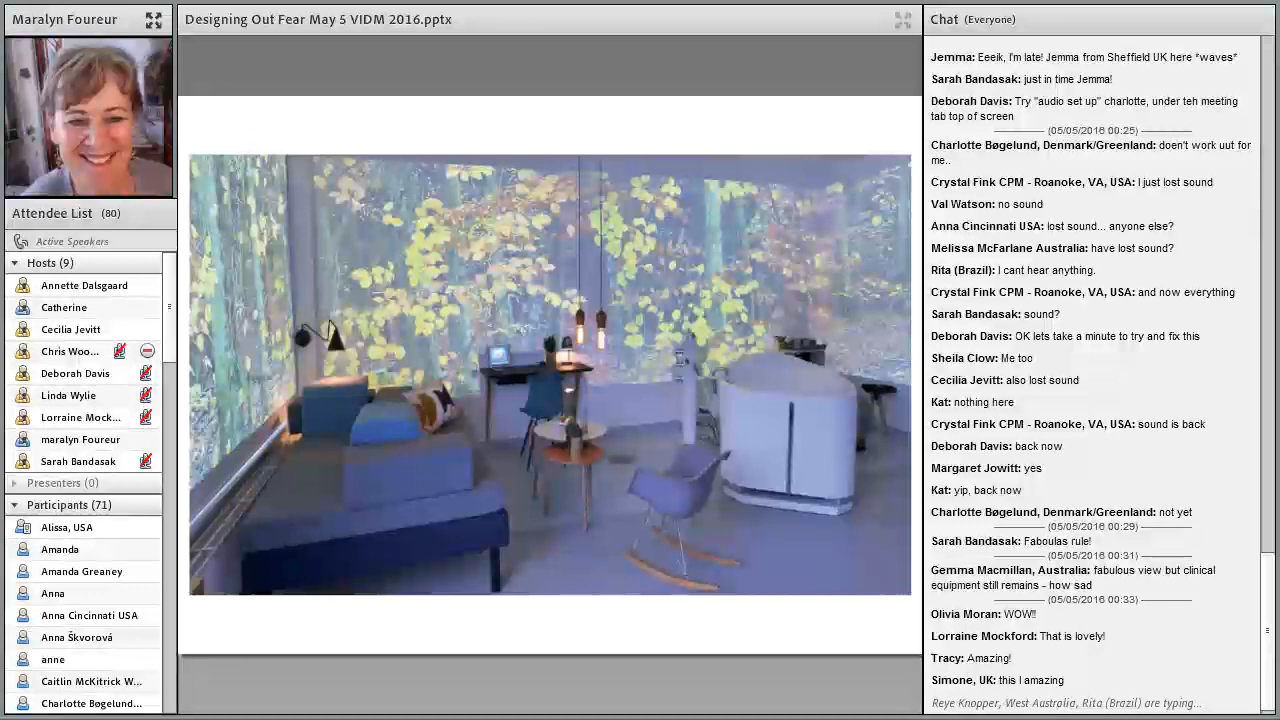 Maralyn Foureur
Attendee List (80)
Active Speakers
Hosts (9)
Annette Dalsgaard
Catherine
Cecilia Jevitt
Chris Woo...
Deborah Davis
Linda Wylie
Lorraine Mock...
maralyn Foureur
Sarah Bandasak
Presenters (0)
Participants (71)
Alissa, USA
Amanda
Amanda Greaney
Anna
Anna Cincinnati USA
Anna Škvorová
anne
Caitlin McKitrick W...
Charlotte Bøgelund...
Designing Out Fear May 5 VIDM 2016.pptx
Chat (Everyone)
Jemma: Eeeik, I'm late! Jemma from Sheffield UK here *waves*
Sarah Bandasak: just in time Jemma!
Deborah Davis: Try "audio set up" charlotte, under teh meeting
tab top of screen
(05/05/2016 00:25)
Charlotte Bøgelund, Denmark/Greenland: doen't work uut for
me..
Crystal Fink CPM - Roanoke, VA, USA: I just lost sound
Val Watson: no sound
Anna Cincinnati USA: lost sound... anyone else?
Melissa McFarlane Australia: have lost sound?
Rita (Brazil): I cant hear anything.
Crystal Fink CPM - Roanoke, VA, USA: and now everything
Sarah Bandasak: sound?
Deborah Davis: OK lets take a minute to try and fix this
Sheila Clow: Me too
Cecilia Jevitt: also lost sound
Kat: nothing here
Crystal Fink CPM - Roanoke, VA, USA: sound is back
Deborah Davis: back now
Margaret Jowitt: yes
Kat: yip, back now
Charlotte Bøgelund, Denmark/Greenland: not yet
(05/05/2016 00:29)
Sarah Bandasak: Faboulas rule!
(05/05/2016 00:31)
Gemma Macmillan, Australia: fabulous view but clinical
equipment still remains - how sad
(05/05/2016 00:33)
Olivia Moran: WOW!!
Lorraine Mockford: That is lovely!
Tracy: Amazing!
Simone, UK: this I amazing
Reye Knopper, West Australia, Rita (Brazil) are typing...